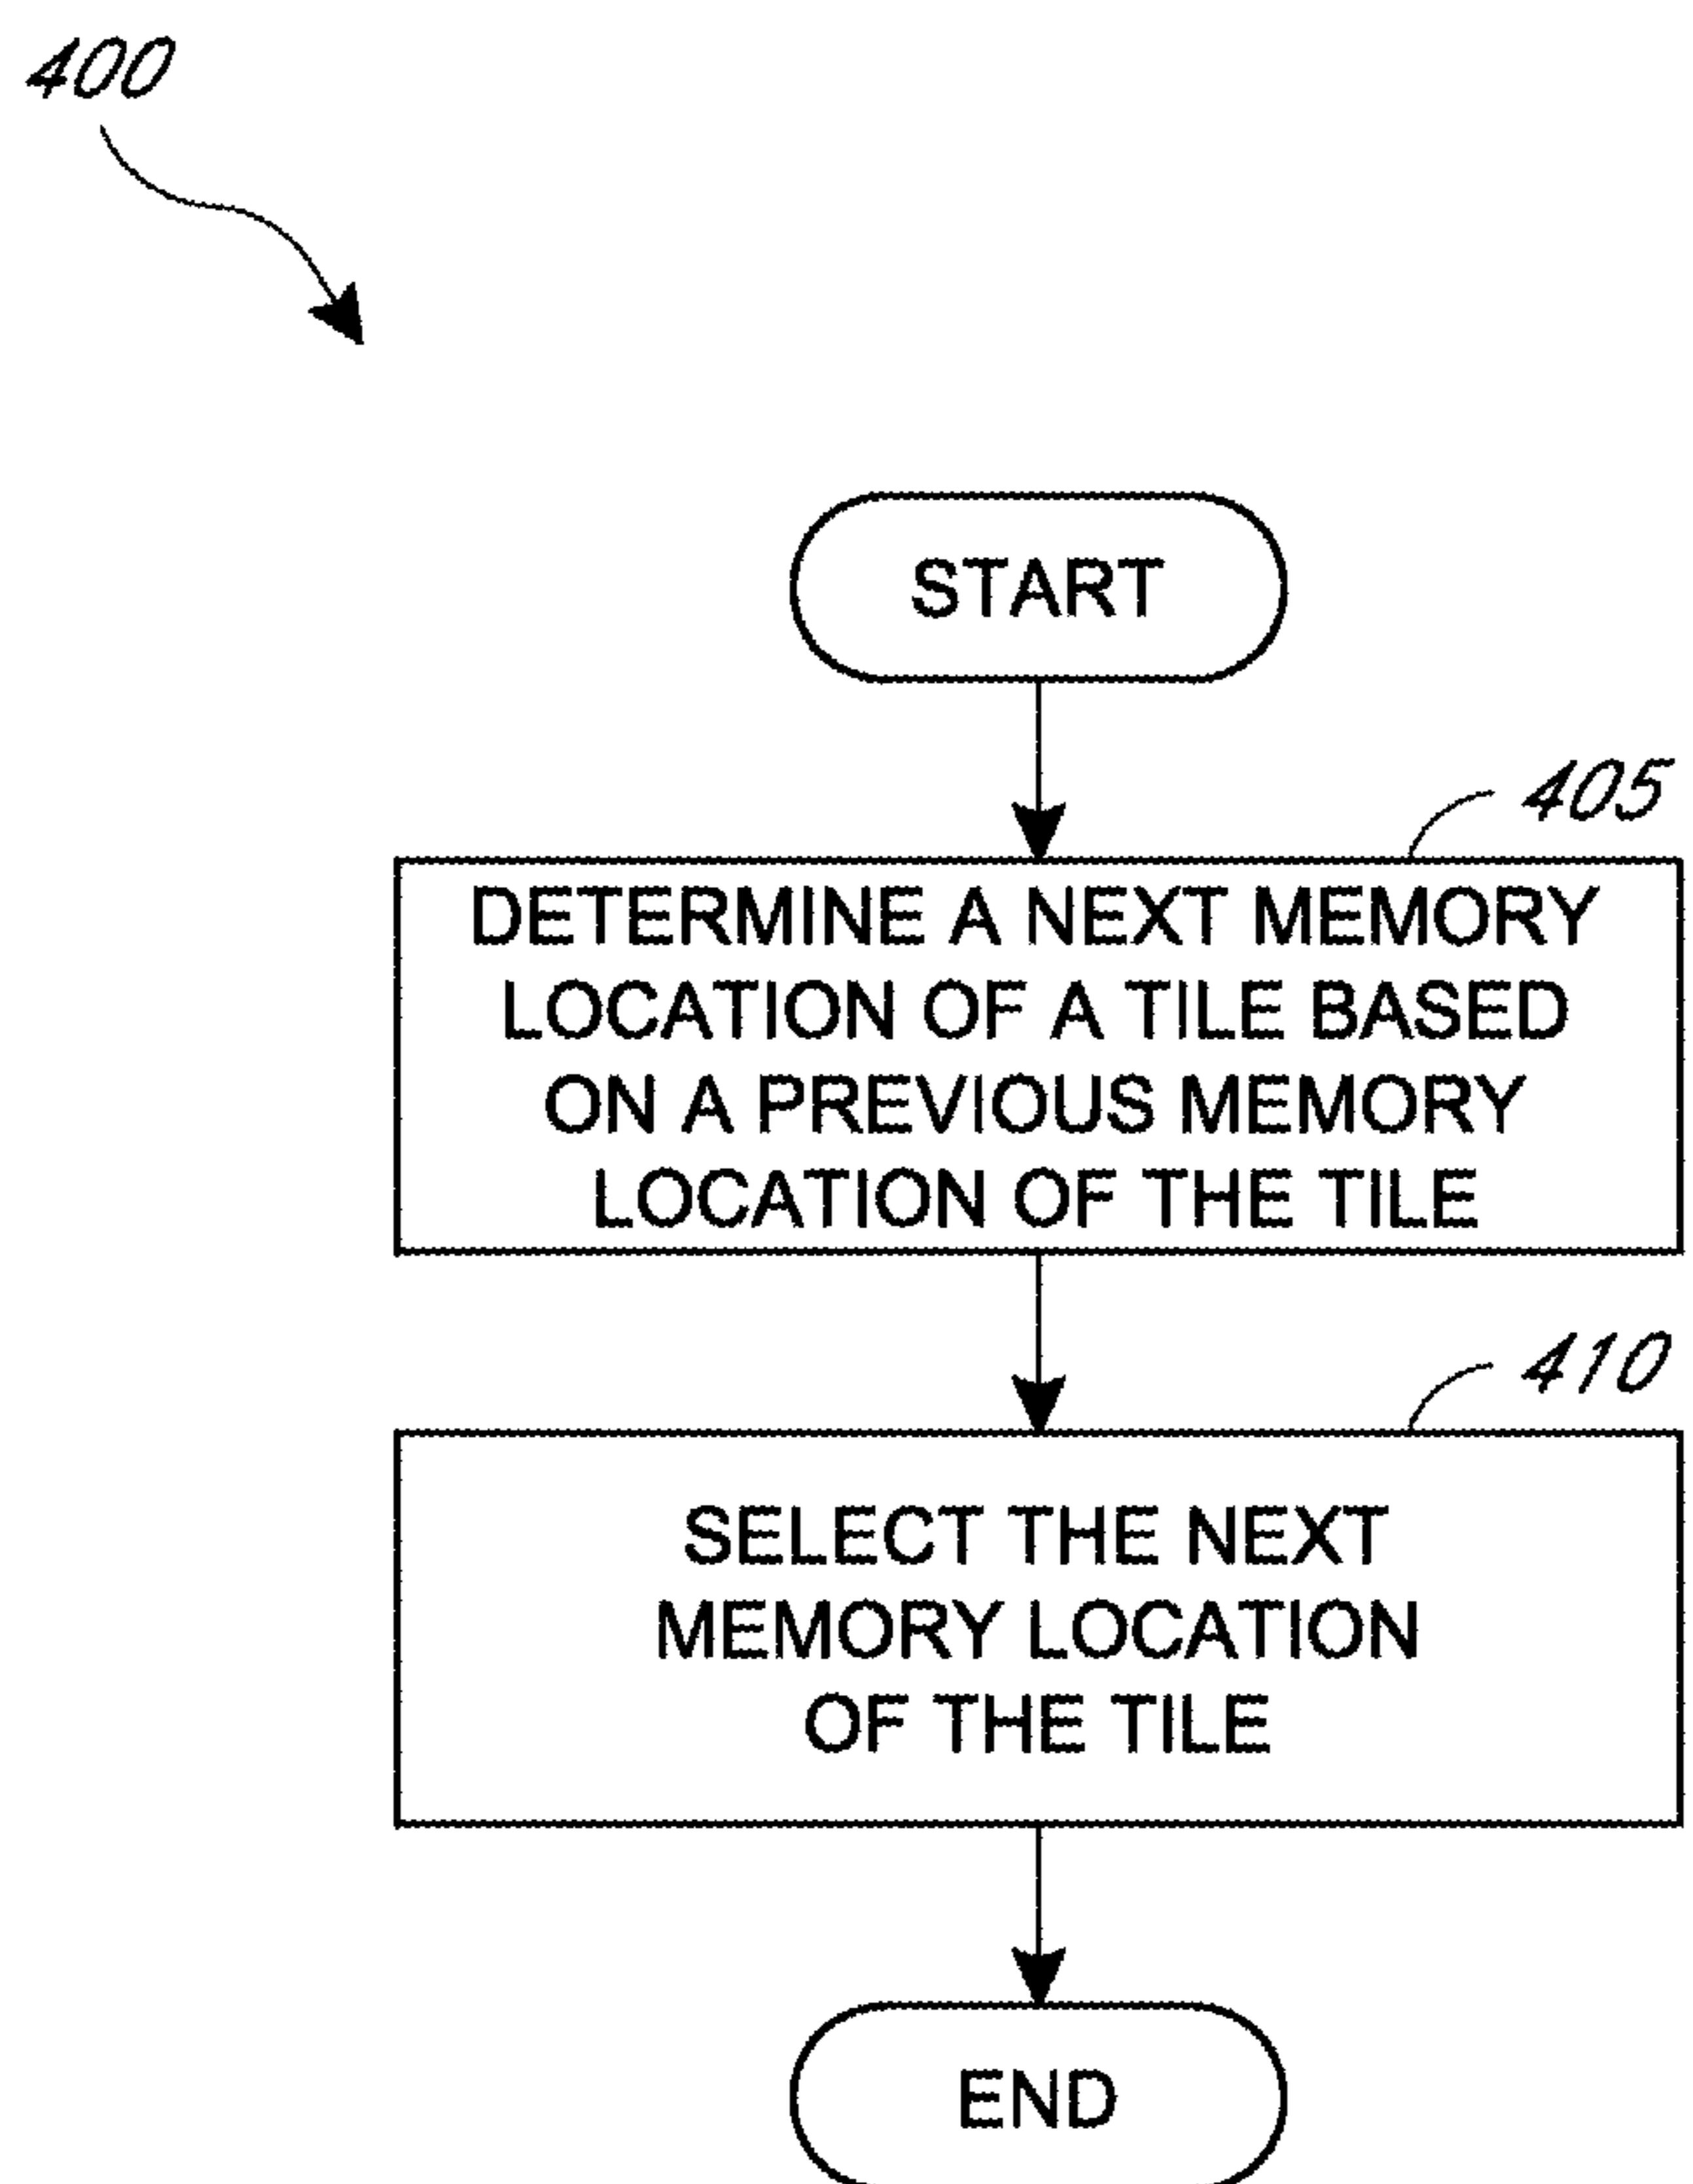 400
START
405
DETERMINE A NEXT MEMORY
LOCATION OF A TILE BASED
ON A PREVIOUS MEMORY
LOCATION OF THE TILE
410
SELECT THE NEXT
MEMORY LOCATION
OF THE TILE
END